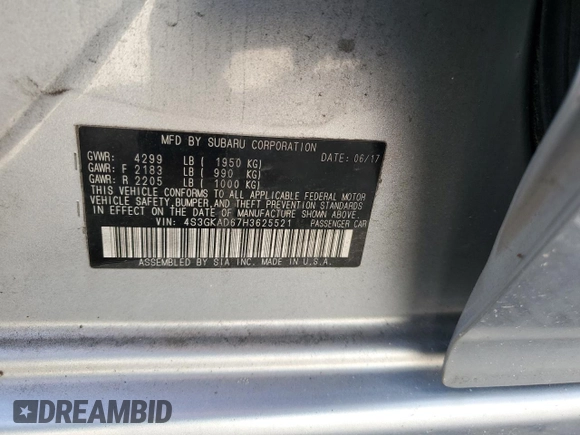 MFD BY SUBARU CORPORATION
GVWR: 4299 LB ( 1950 KG) DATE: 06/17
GAWR: F 2183 LB ( 990 KG)
GAWR: R 2205 LB ( 1000 KG)
THIS VEHICLE CONFORMS TO ALL APPLICABLE FEDERAL MOTOR
VEHICLE SAFETY, BUMPER, AND THEFT PREVENTION STANDARDS
IN EFFECT ON THE DATE OF MANUFACTURE SHOWN ABOVE.
VIN: 4S3GKAD67H3625521 PASSENGER CAR
ASSEMBLED BY SIA INC. MADE IN U.S.A.
DREAMBID